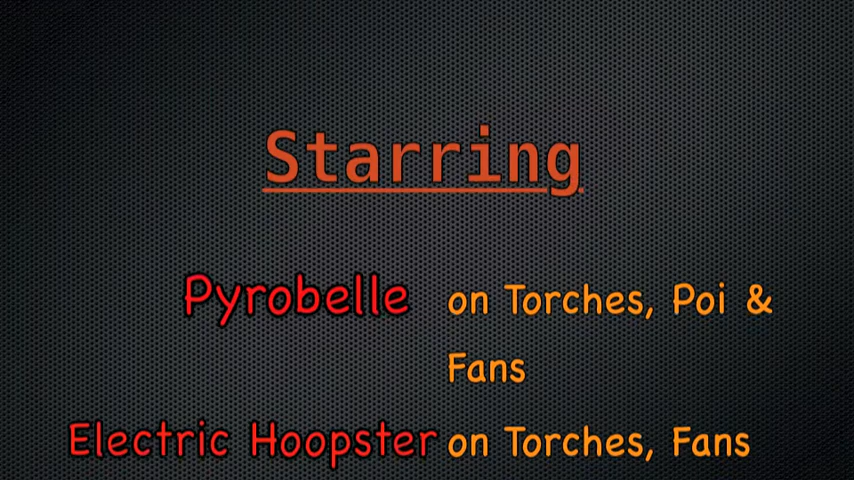 Starring
Pyrobelle on Torches, Poi &
Fans
Electric Hoopster on Torches, Fans